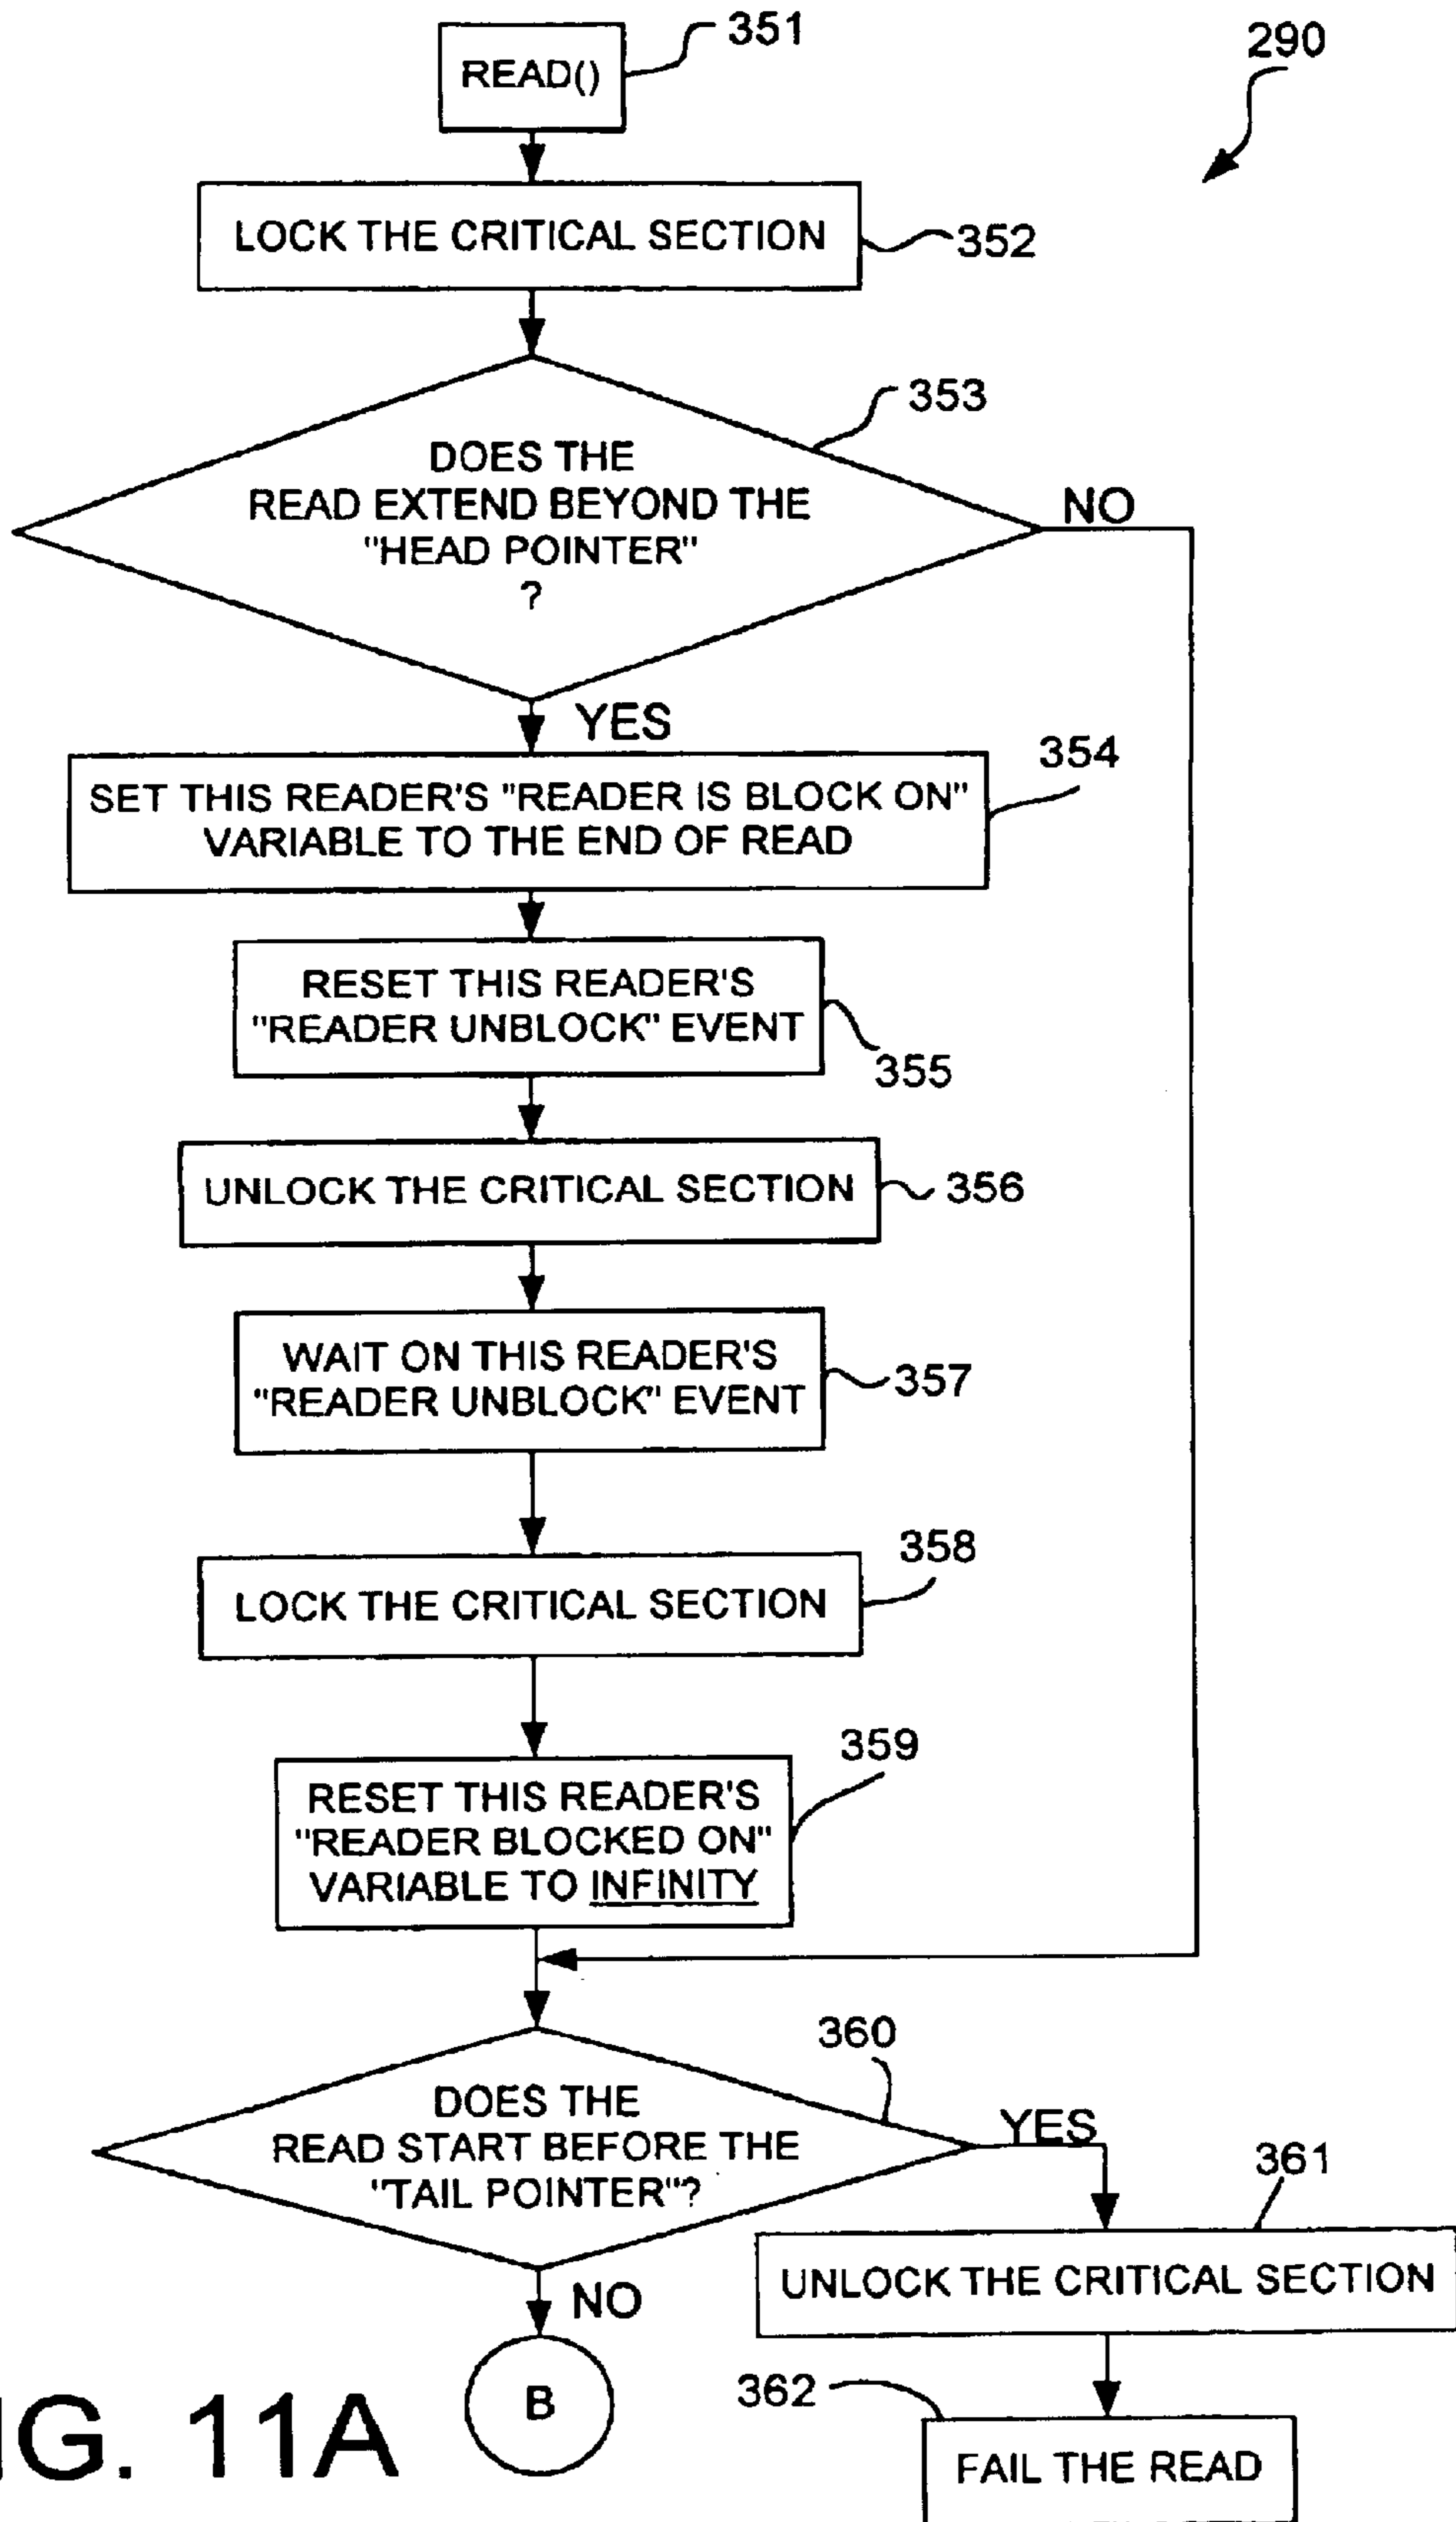 351
290
READ()
LOCK THE CRITICAL SECTION
352
353
DOES THE
READ EXTEND BEYOND THE
"HEAD POINTER"
?
NO
YES
354
SET THIS READER'S "READER IS BLOCK ON"
VARIABLE TO THE END OF READ
RESET THIS READER'S
"READER UNBLOCK" EVENT
355
UNLOCK THE CRITICAL SECTION
356
WAIT ON THIS READER'S
"READER UNBLOCK" EVENT
357
358
LOCK THE CRITICAL SECTION
359
RESET THIS READER'S
"READER BLOCKED ON"
VARIABLE TO INFINITY
360
DOES THE
READ START BEFORE THE
"TAIL POINTER"?
YES
361
UNLOCK THE CRITICAL SECTION
NO
B
362
FAIL THE READ
IG. 11A